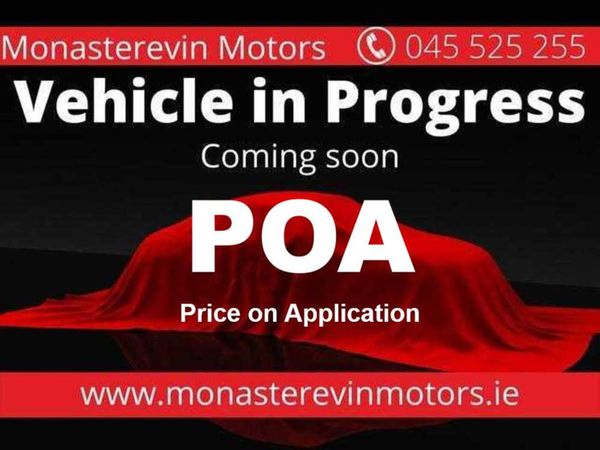 Monasterevin Motors 045 525 255
Vehicle in Progress
Coming soon
POA
Price on Application
www.monasterevinmotors.ie